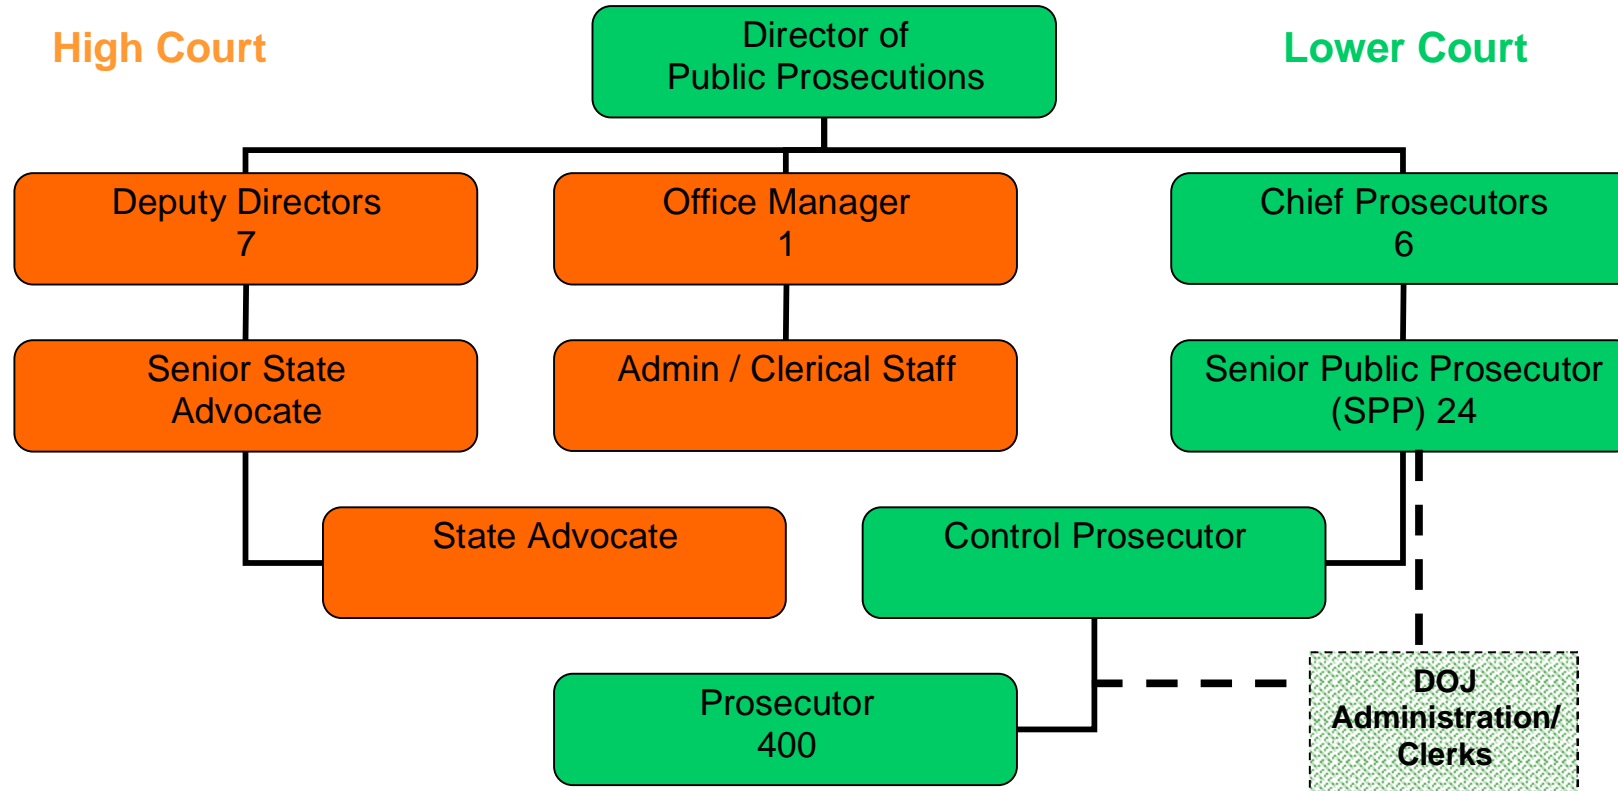 High Court
Director of
Public Prosecutions
Lower Court
Deputy Directors
7
Office Manager
1
Chief Prosecutors
6
Senior State
Advocate
Admin / Clerical Staff
Senior Public Prosecutor
(SPP) 24
State Advocate
Control Prosecutor
Prosecutor
400
DOJ
Administration/
Clerks